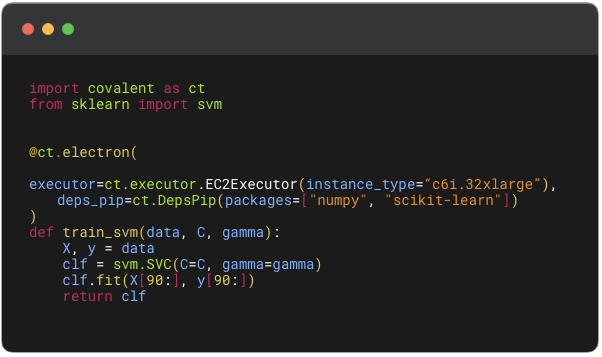 import covalent as ct
from sklearn import svm
@ct.electron(
executor=ct.executor.EC2Executor(instance_type=“c6i.32xlarge”),
deps_pip=ct.DepsPip(packages=["numpy", "scikit-learn"])
)
def train_svm(data, C, gamma):
X, y = data
clf = svm.SVC(C=C, gamma=gamma)
clf.fit(X[90:], y[90:])
return clf